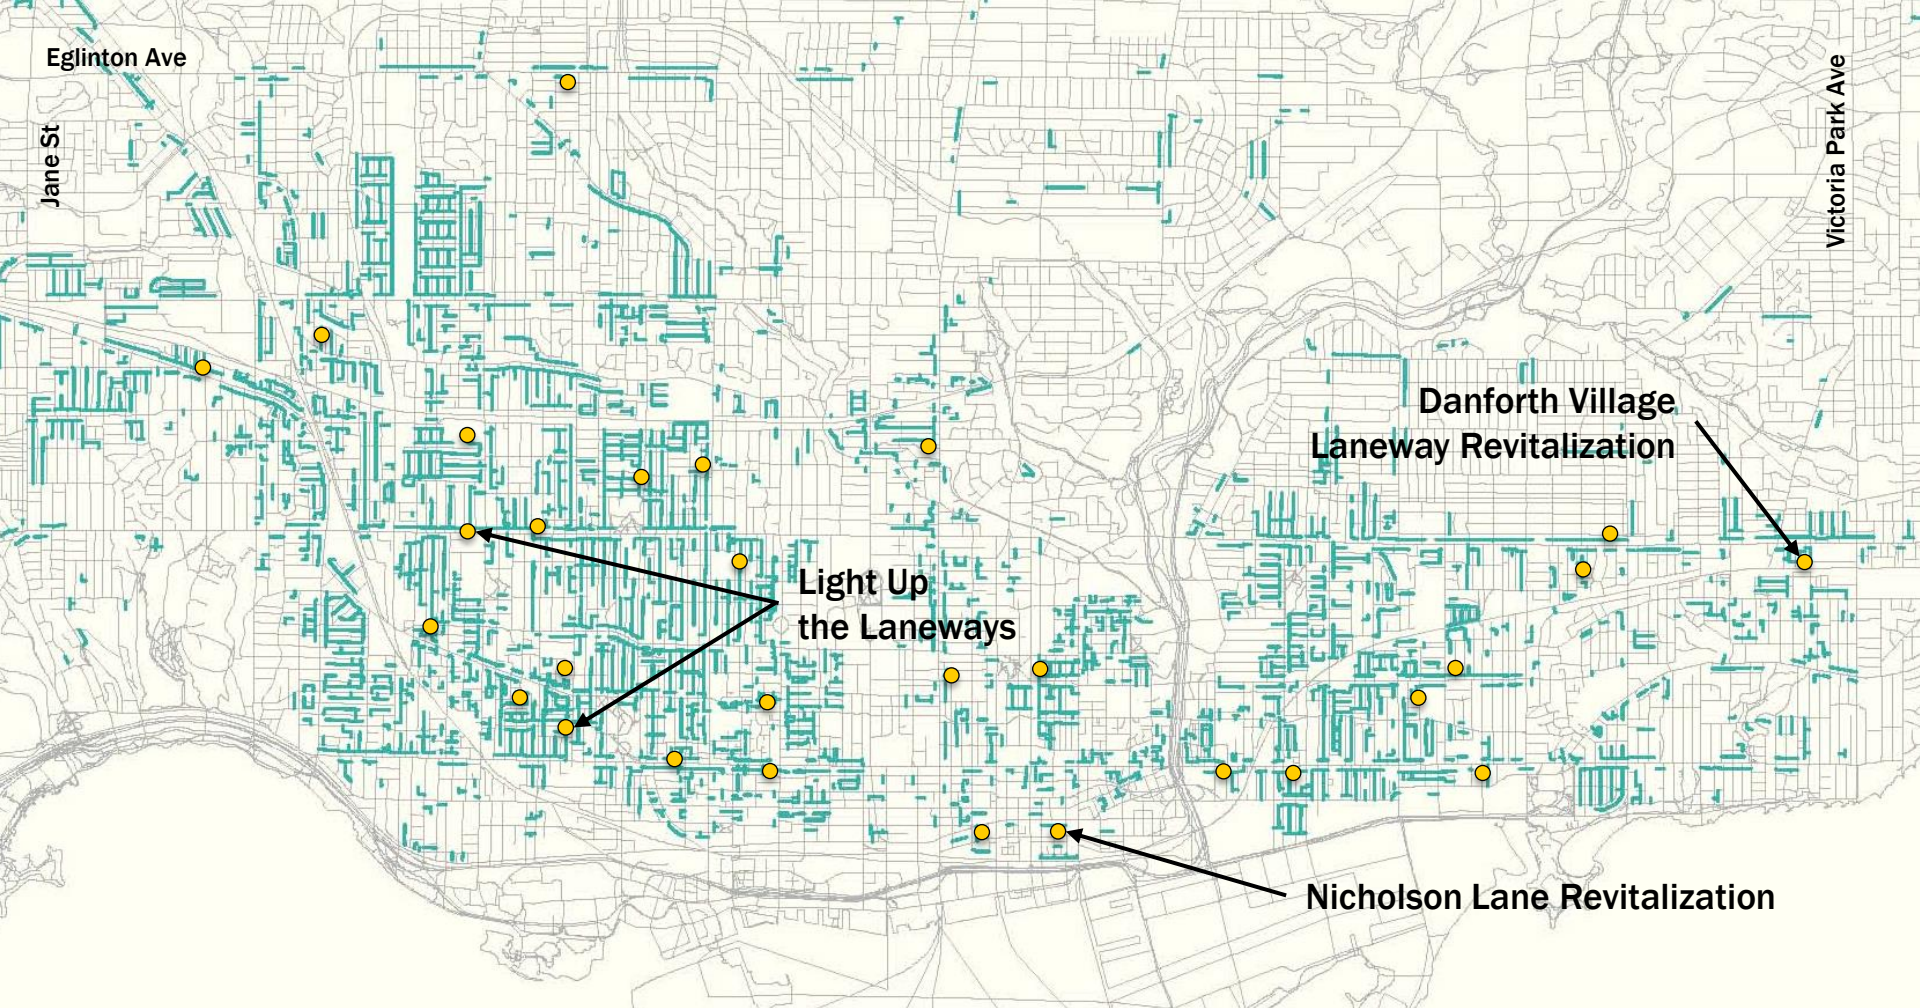 Eglinton Ave
Jane St
Victoria Park Ave
Danforth Village
Laneway Revitalization
Light Up
the Laneways
Nicholson Lane Revitalization